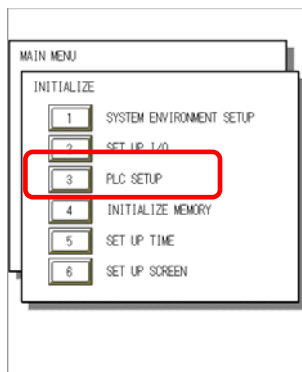 MAIN MENU
INITIALIZE
1 SYSTEM ENVIRONMENT SETUP
2 SET UP I/O
3 PLC SETUP
4 INITIALIZE MEMORY
5 SET UP TIME
6 SET UP SCREEN